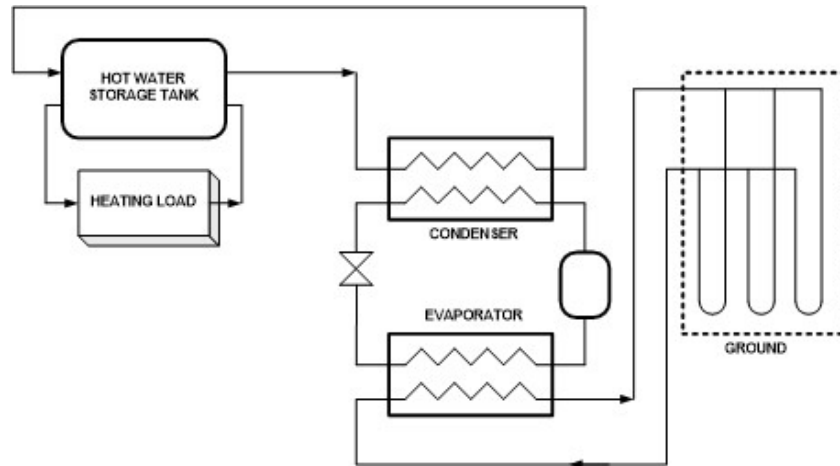 HOT WATER
STORAGE TANK
HEATING LOAD
CONDENSER
EVAPORATOR
GROUND